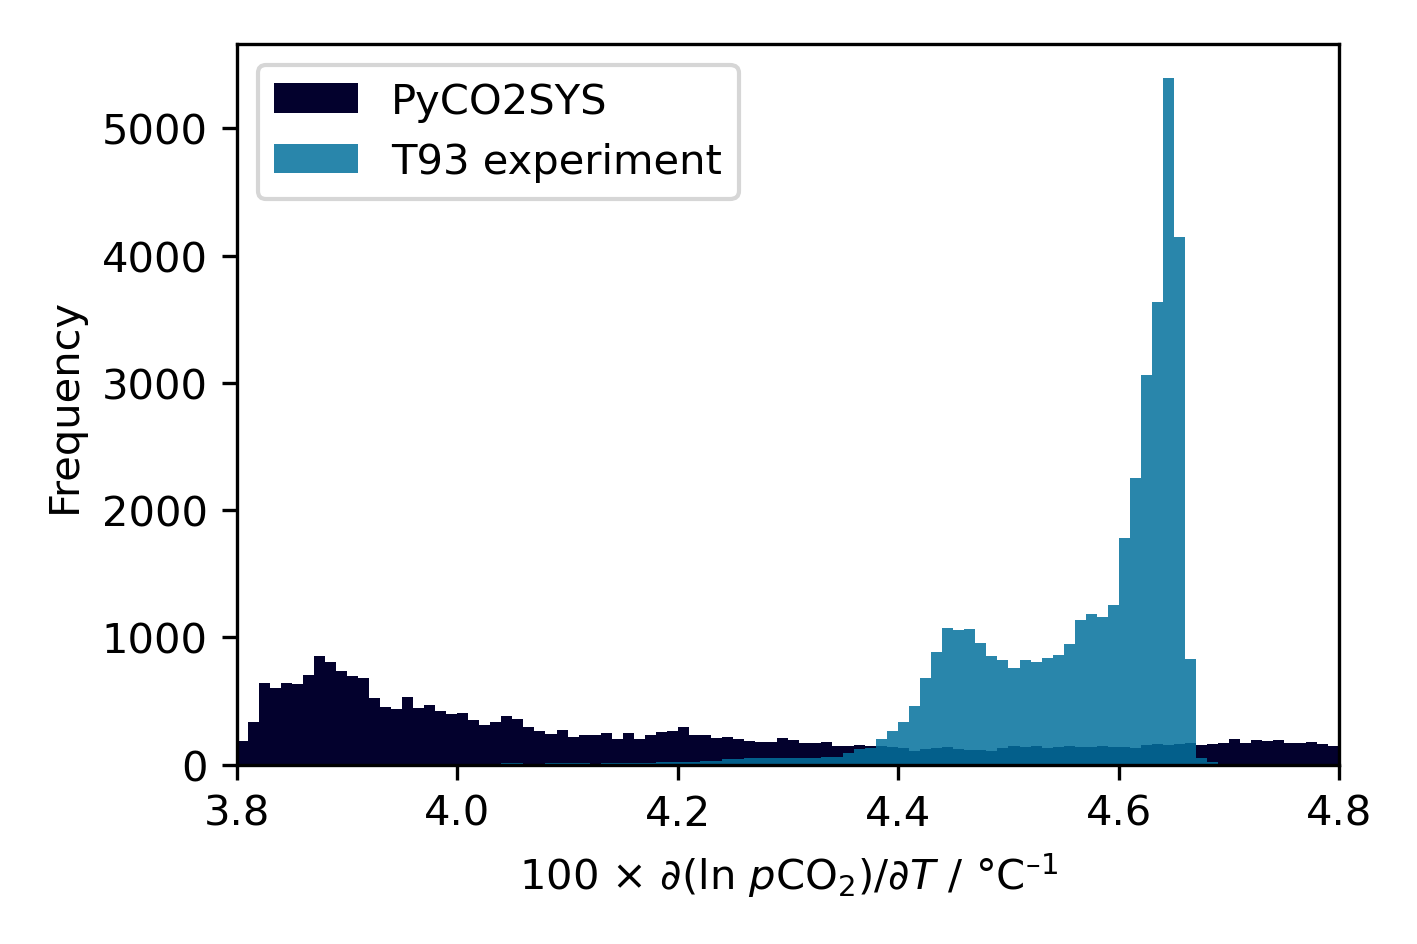 PyCO2SYS
T93 experiment
5000
4000
3000
2000
1000
0
Frequency
3.8 4.0 4.2 4.4 4.6 4.8
100 × ∂(ln pCO₂)/∂T / °C⁻¹